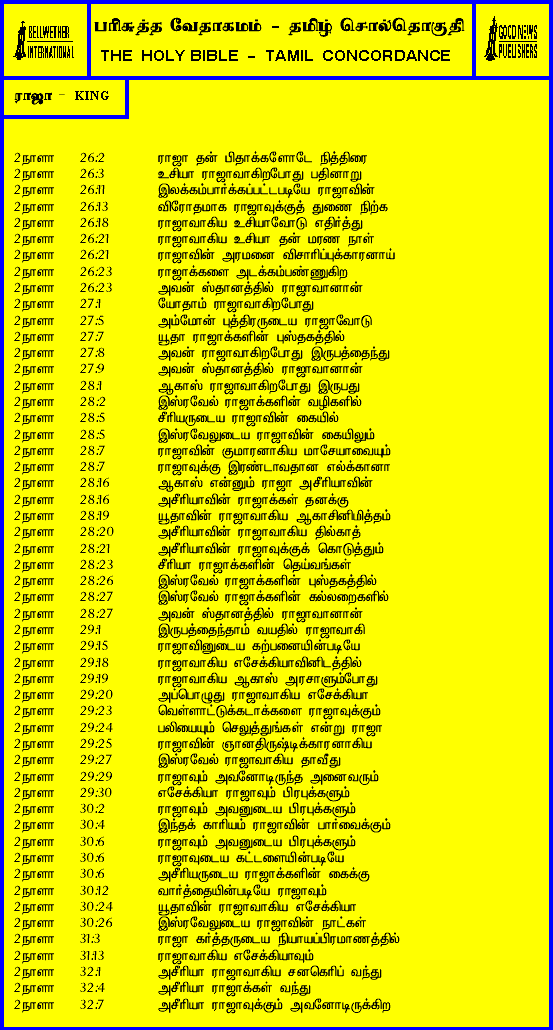 BELLWETHER
INTERNATIONAL
பரிசுத்த வேதாகமம் - தமிழ் சொல்தொகுதி
THE HOLY BIBLE - TAMIL CONCORDANCE
GOOD NEWS
PUBLISHERS
ராஜா - KING
2நாளா 26:2 ராஜா தன் பிதாக்களோடே நித்திரை
2நாளா 26:3 உசியா ராஜாவாகிறபோது பதினாறு
2நாளா 26:11 இலக்கம்பார்க்கப்பட்டபடியே ராஜாவின்
2நாளா 26:13 விரோதமாக ராஜாவுக்குத் துணை நிற்க
2நாளா 26:18 ராஜாவாகிய உசியாவோடு எதிர்த்து
2நாளா 26:21 ராஜாவாகிய உசியா தன் மரண நாள்
2நாளா 26:21 ராஜாவின் அரமனை விசாரிப்புக்காரனாய்
2நாளா 26:23 ராஜாக்களை அடக்கம்பண்ணுகிற
2நாளா 26:23 அவன் ஸ்தானத்தில் ராஜாவானான்
2நாளா 27:1 யோதாம் ராஜாவாகிறபோது
2நாளா 27:5 அம்மோன் புத்திரருடைய ராஜாவோடு
2நாளா 27:7 யூதா ராஜாக்களின் புஸ்தகத்தில்
2நாளா 27:8 அவன் ராஜாவாகிறபோது இருபத்தைந்து
2நாளா 27:9 அவன் ஸ்தானத்தில் ராஜாவானான்
2நாளா 28:1 ஆகாஸ் ராஜாவாகிறபோது இருபது
2நாளா 28:2 இஸ்ரவேல் ராஜாக்களின் வழிகளில்
2நாளா 28:5 சீரியருடைய ராஜாவின் கையில்
2நாளா 28:5 இஸ்ரவேலுடைய ராஜாவின் கையிலும்
2நாளா 28:7 ராஜாவின் குமாரனாகிய மாசேயாவையும்
2நாளா 28:7 ராஜாவுக்கு இரண்டாவதான எல்க்கானா
2நாளா 28:16 ஆகாஸ் என்னும் ராஜா அசீரியாவின்
2நாளா 28:16 அசீரியாவின் ராஜாக்கள் தனக்கு
2நாளா 28:19 யூதாவின் ராஜாவாகிய ஆகாசினிமித்தம்
2நாளா 28:20 அசீரியாவின் ராஜாவாகிய தில்காத்
2நாளா 28:21 அசீரியாவின் ராஜாவுக்குக் கொடுத்தும்
2நாளா 28:23 சீரியா ராஜாக்களின் தெய்வங்கள்
2நாளா 28:26 இஸ்ரவேல் ராஜாக்களின் புஸ்தகத்தில்
2நாளா 28:27 இஸ்ரவேல் ராஜாக்களின் கல்லறைகளில்
2நாளா 28:27 அவன் ஸ்தானத்தில் ராஜாவானான்
2நாளா 29:1 இருபத்தைந்தாம் வயதில் ராஜாவாகி
2நாளா 29:15 ராஜாவினுடைய கற்பனையின்படியே
2நாளா 29:18 ராஜாவாகிய எசேக்கியாவினிடத்தில்
2நாளா 29:19 ராஜாவாகிய ஆகாஸ் அரசாளும்போது
2நாளா 29:20 அப்பொழுது ராஜாவாகிய எசேக்கியா
2நாளா 29:23 வெள்ளாட்டுக்கடாக்களை ராஜாவுக்கும்
2நாளா 29:24 பலியையும் செலுத்துங்கள் என்று ராஜா
2நாளா 29:25 ராஜாவின் ஞானதிருஷ்டிக்காரனாகிய
2நாளா 29:27 இஸ்ரவேல் ராஜாவாகிய தாவீது
2நாளா 29:29 ராஜாவும் அவனோடிருந்த அனைவரும்
2நாளா 29:30 எசேக்கியா ராஜாவும் பிரபுக்களும்
2நாளா 30:2 ராஜாவும் அவனுடைய பிரபுக்களும்
2நாளா 30:4 இந்தக் காரியம் ராஜாவின் பார்வைக்கும்
2நாளா 30:6 ராஜாவும் அவனுடைய பிரபுக்களும்
2நாளா 30:6 ராஜாவுடைய கட்டளையின்படியே
2நாளா 30:6 அசீரியருடைய ராஜாக்களின் கைக்கு
2நாளா 30:12 வார்த்தையின்படியே ராஜாவும்
2நாளா 30:24 யூதாவின் ராஜாவாகிய எசேக்கியா
2நாளா 30:26 இஸ்ரவேலுடைய ராஜாவின் நாட்கள்
2நாளா 31:3 ராஜா கர்த்தருடைய நியாயப்பிரமாணத்தில்
2நாளா 31:13 ராஜாவாகிய எசேக்கியாவும்
2நாளா 32:1 அசீரியா ராஜாவாகிய சனகெரிப் வந்து
2நாளா 32:4 அசீரியா ராஜாக்கள் வந்து
2நாளா 32:7 அசீரியா ராஜாவுக்கும் அவனோடிருக்கிற